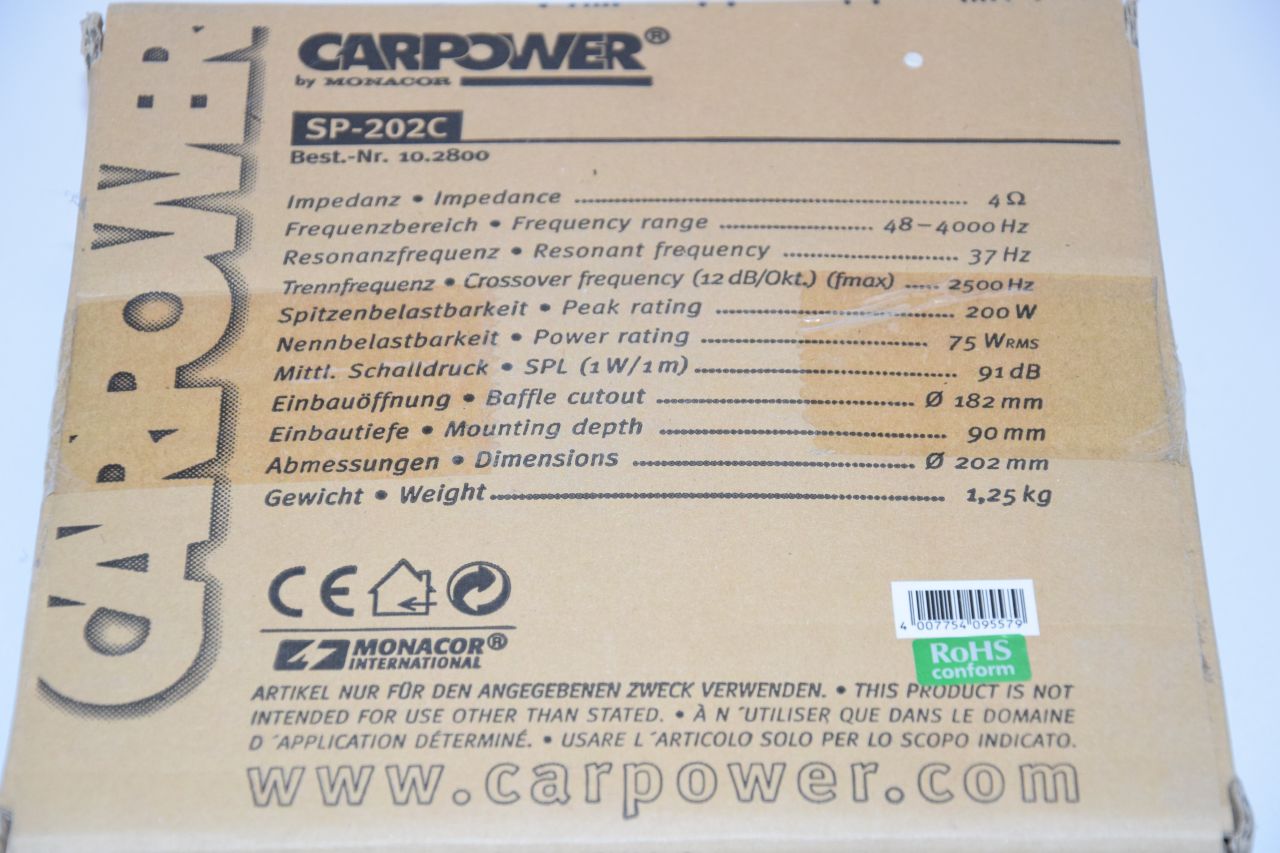 CARPOWER
CARPOWER®
by MONACOR
SP-202C
Best.-Nr. 10.2800
Impedanz • Impedance ........ 4 Ω
Frequenzbereich • Frequency range ........ 48 – 4000 Hz
Resonanzfrequenz • Resonant frequency ........ 37 Hz
Trennfrequenz • Crossover frequency (12 dB/Okt.) (fmax) ..... 2500 Hz
Spitzenbelastbarkeit • Peak rating ........ 200 W
Nennbelastbarkeit • Power rating ........ 75 WRMS
Mittl. Schalldruck • SPL (1 W/1 m) ........ 91 dB
Einbauöffnung • Baffle cutout ........ Ø 182 mm
Einbautiefe • Mounting depth ........ 90 mm
Abmessungen • Dimensions ........ Ø 202 mm
Gewicht • Weight ........ 1,25 kg
CE
4 007754 095579
MONACOR®
INTERNATIONAL
RoHS
conform
ARTIKEL NUR FÜR DEN ANGEGEBENEN ZWECK VERWENDEN. • THIS PRODUCT IS NOT
INTENDED FOR USE OTHER THAN STATED. • À N ´UTILISER QUE DANS LE DOMAINE
D ´APPLICATION DÉTERMINÉ. • USARE L ´ARTICOLO SOLO PER LO SCOPO INDICATO.
www.carpower.com